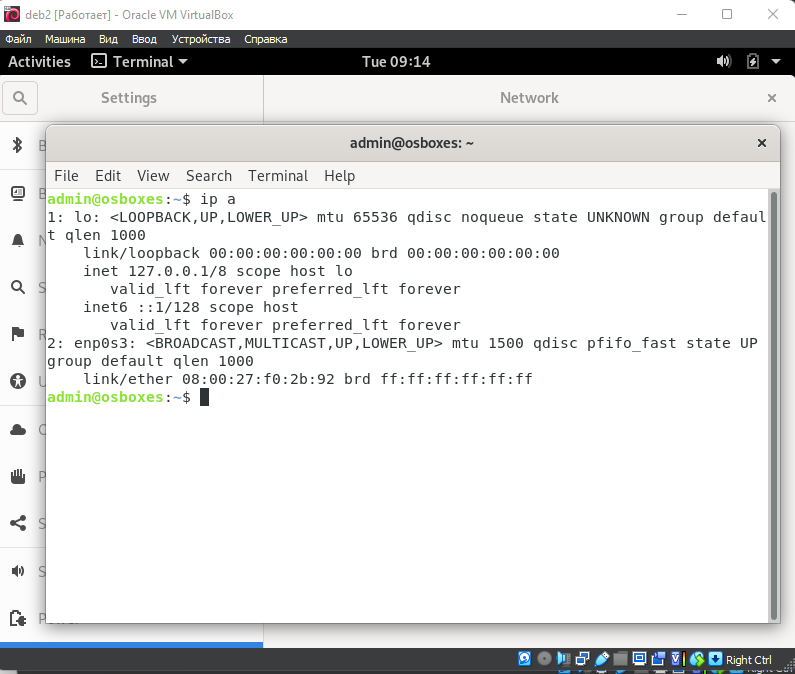 deb2 [Работает] - Oracle VM VirtualBox
Файл Машина Вид Ввод Устройства Справка
Activities Terminal Tue 09:14
Settings Network
admin@osboxes: ~
File Edit View Search Terminal Help
admin@osboxes:~$ ip a
1: lo: <LOOPBACK,UP,LOWER_UP> mtu 65536 qdisc noqueue state UNKNOWN group defaul
t qlen 1000
link/loopback 00:00:00:00:00:00 brd 00:00:00:00:00:00
inet 127.0.0.1/8 scope host lo
valid_lft forever preferred_lft forever
inet6 ::1/128 scope host
valid_lft forever preferred_lft forever
2: enp0s3: <BROADCAST,MULTICAST,UP,LOWER_UP> mtu 1500 qdisc pfifo_fast state UP
group default qlen 1000
link/ether 08:00:27:f0:2b:92 brd ff:ff:ff:ff:ff:ff
admin@osboxes:~$
Power
Right Ctrl